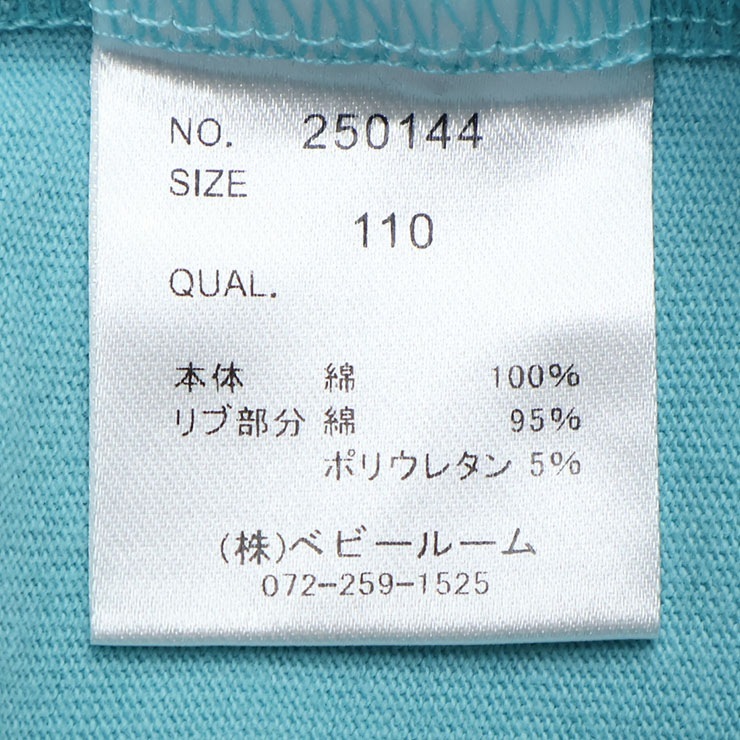 NO. 250144
SIZE
110
QUAL.
本体 綿 100%
リブ部分 綿 95%
ポリウレタン 5%
(株)ベビールーム
072-259-1525